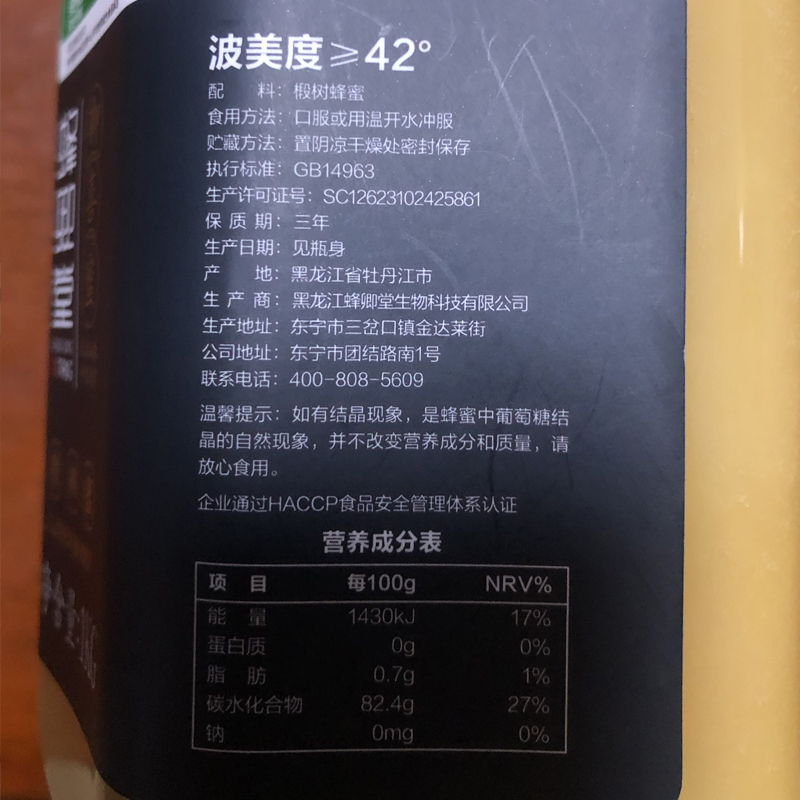 波美度≥42°
配 料：椴树蜂蜜
食用方法：口服或用温开水冲服
贮藏方法：置阴凉干燥处密封保存
执行标准：GB14963
生产许可证号：SC12623102425861
保 质 期：三年
生产日期：见瓶身
产 地：黑龙江省牡丹江市
生 产 商：黑龙江蜂卿堂生物科技有限公司
生产地址：东宁市三岔口镇金达莱街
公司地址：东宁市团结路南1号
联系电话：400-808-5609
温馨提示：如有结晶现象，是蜂蜜中葡萄糖结
晶的自然现象，并不改变营养成分和质量，请
放心食用。
企业通过HACCP食品安全管理体系认证
营养成分表
项 目 每100g NRV%
能 量 1430kJ 17%
蛋白质 0g 0%
脂 肪 0.7g 1%
碳水化合物 82.4g 27%
钠 0mg 0%
净含量:1KG